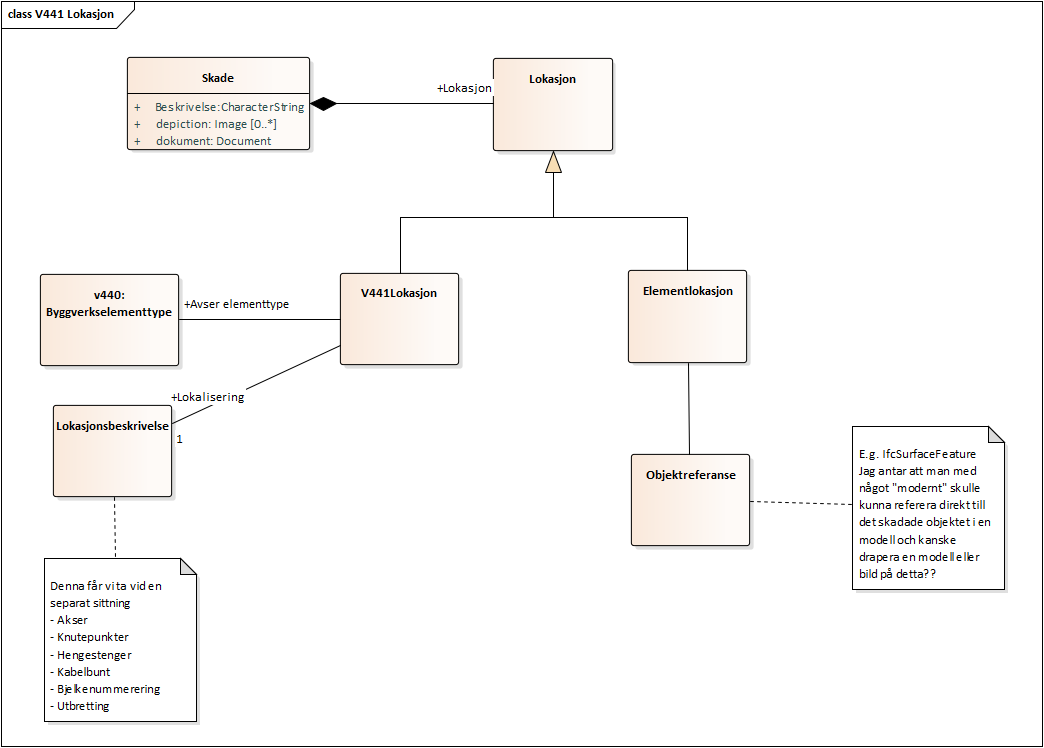 class V441 Lokasjon
Skade
+ Beskrivelse:CharacterString
+ depiction: Image [0..*]
+ dokument: Document
+Lokasjon
Lokasjon
v440:
Byggverkselementtype
+Avser elementtype
V441Lokasjon
Elementlokasjon
+Lokalisering
Lokasjonsbeskrivelse
1
Objektreferanse
E.g. IfcSurfaceFeature
Jag antar att man med
något "modernt" skulle
kunna referera direkt till
det skadade objektet i en
modell och kanske
drapera en modell eller
bild på detta??
Denna får vi ta vid en
separat sittning
- Akser
- Knutepunkter
- Hengestenger
- Kabelbunt
- Bjelkenummerering
- Utbretting